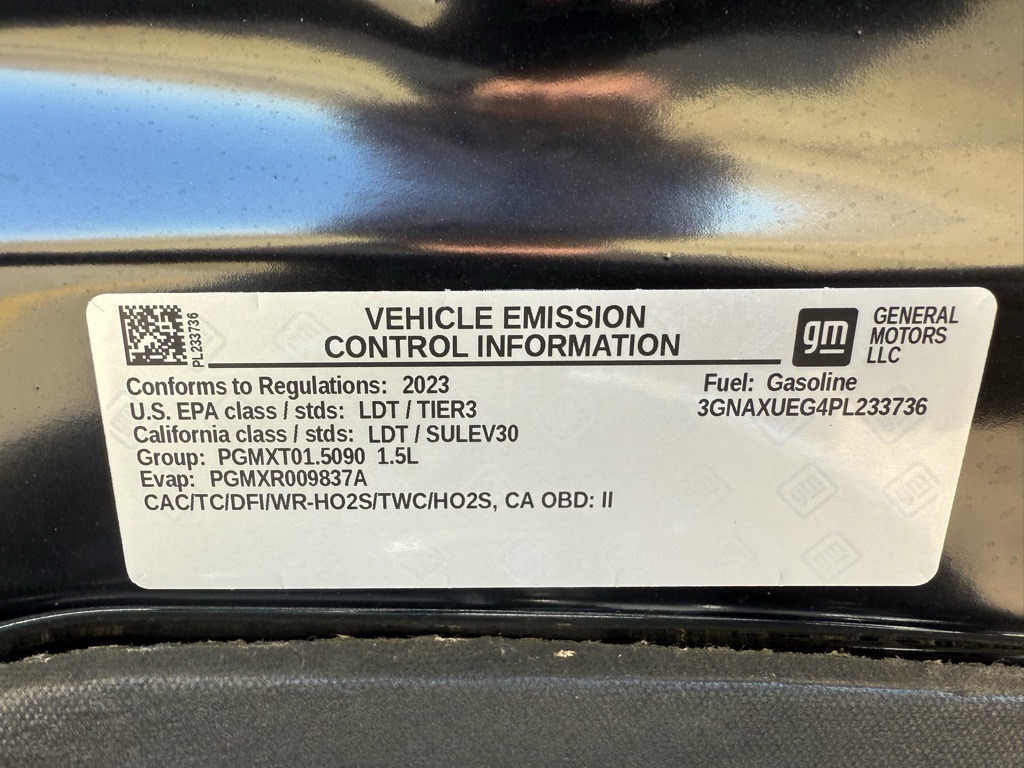 PL233736
VEHICLE EMISSION
CONTROL INFORMATION
gm
GENERAL
MOTORS
LLC
Conforms to Regulations: 2023
U.S. EPA class / stds: LDT / TIER3
California class / stds: LDT / SULEV30
Group: PGMXT01.5090 1.5L
Evap: PGMXR009837A
CAC/TC/DFI/WR-HO2S/TWC/HO2S, CA OBD: II
Fuel: Gasoline
3GNAXUEG4PL233736